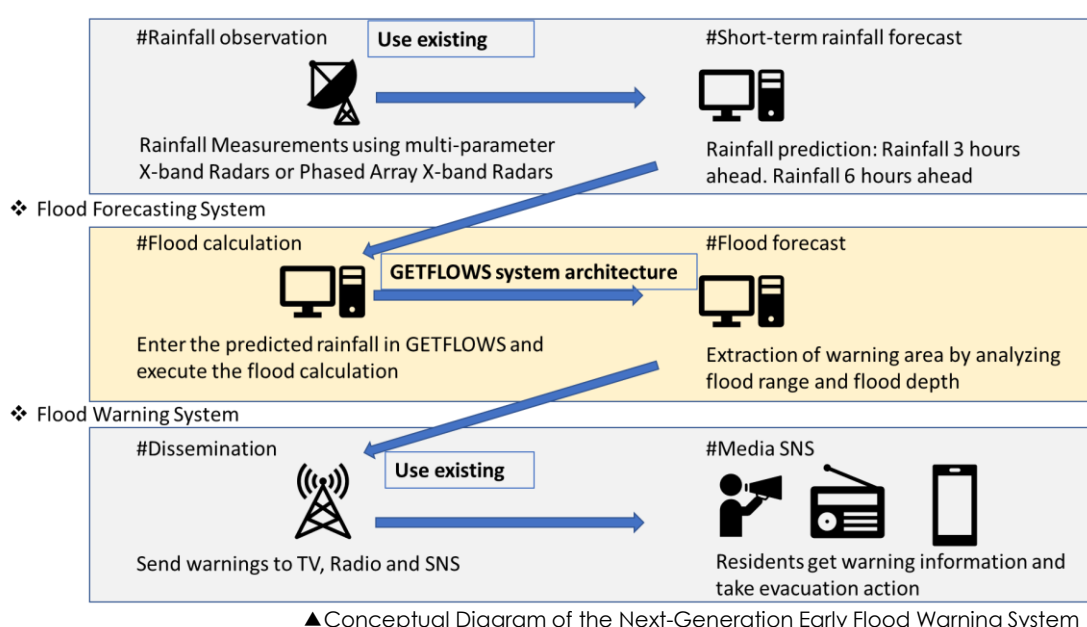 #Rainfall observation
Use existing
#Short-term rainfall forecast
Rainfall Measurements using multi-parameter
X-band Radars or Phased Array X-band Radars
Rainfall prediction: Rainfall 3 hours
ahead. Rainfall 6 hours ahead
❖ Flood Forecasting System
#Flood calculation
GETFLOWS system architecture
#Flood forecast
Enter the predicted rainfall in GETFLOWS and
execute the flood calculation
Extraction of warning area by analyzing
flood range and flood depth
❖ Flood Warning System
#Dissemination
Use existing
#Media SNS
Send warnings to TV, Radio and SNS
Residents get warning information and
take evacuation action
▲Conceptual Diagram of the Next-Generation Early Flood Warning System